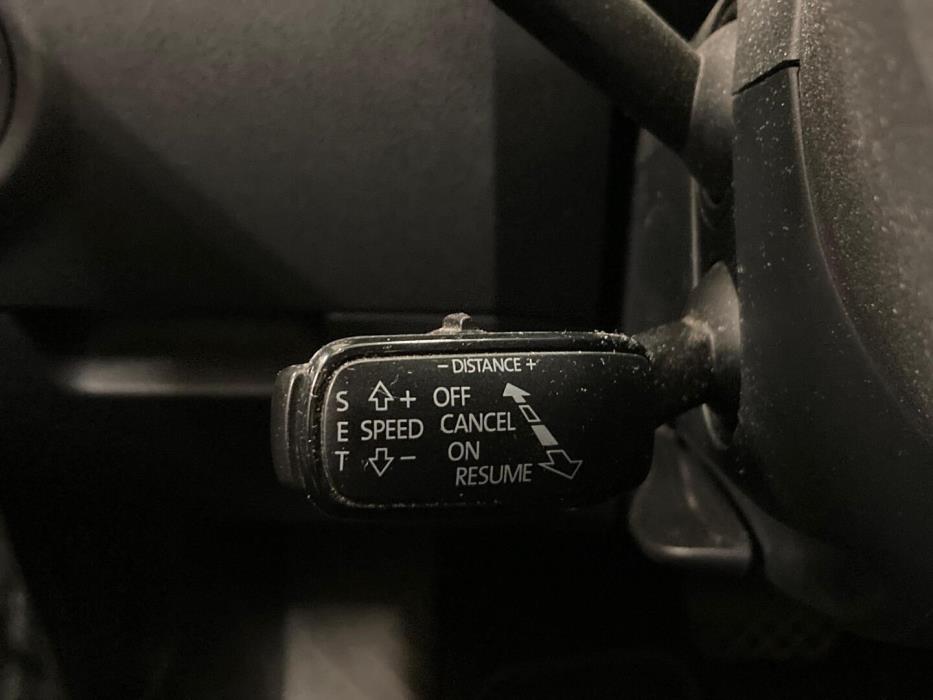 - DISTANCE +
S + OFF
E SPEED CANCEL
T - ON
RESUME